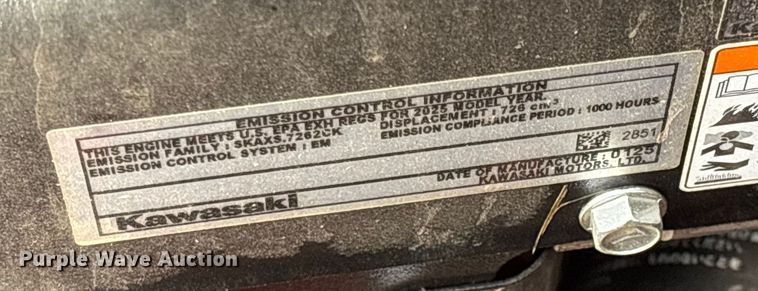 EMISSION CONTROL INFORMATION
THIS ENGINE MEETS U.S. EPA EXH REGS FOR 2025 MODEL YEAR.
EMISSION FAMILY : SKAXS.7262CK DISPLACEMENT : 726 cm³
EMISSION CONTROL SYSTEM : EM EMISSION COMPLIANCE PERIOD : 1000 HOURS
2851
DATE OF MANUFACTURE : 0125
Kawasaki KAWASAKI MOTORS, LTD.
Purple Wave Auction